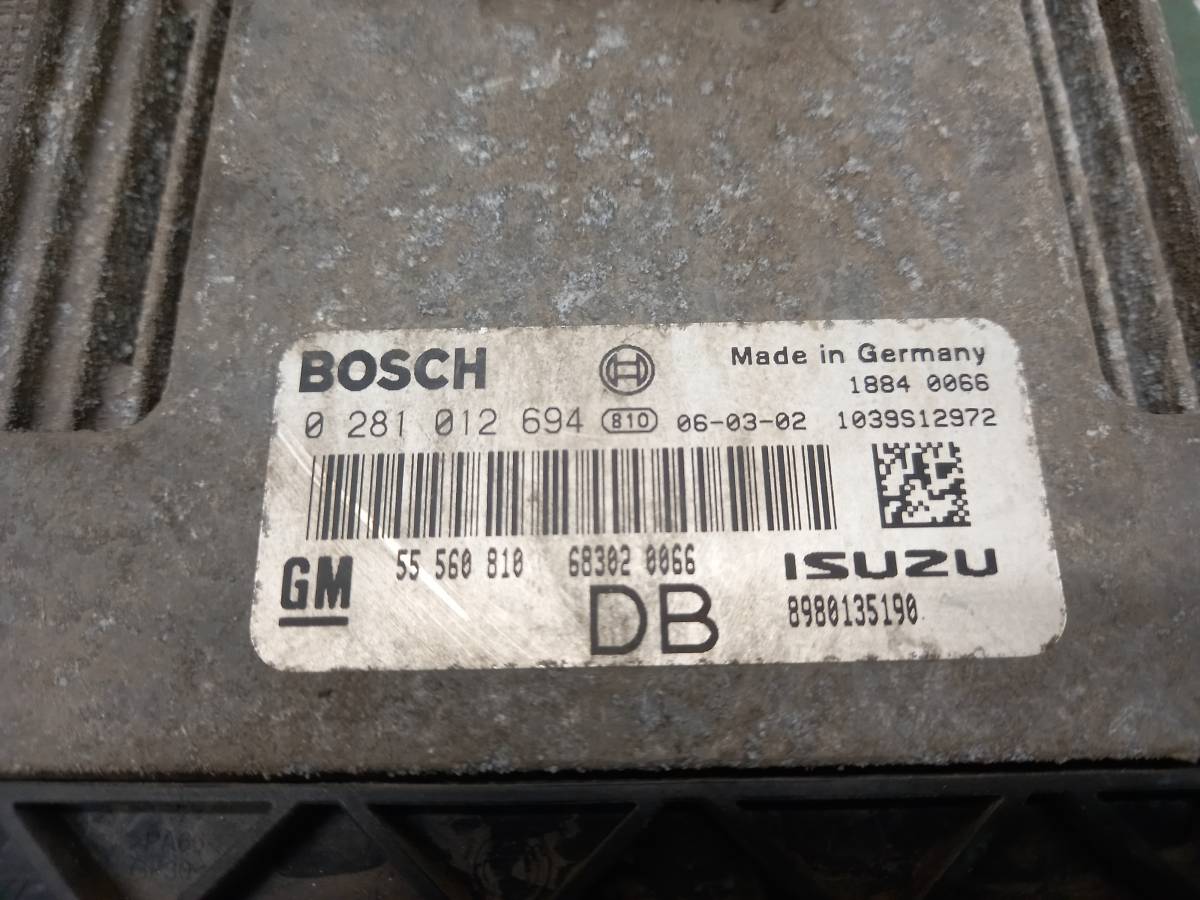 BOSCH
Made in Germany
1884 0066
0 281 012 694 810 06-03-02 1039S12972
GM
55 560 810 68302 0066
ISUZU
DB
8980135190